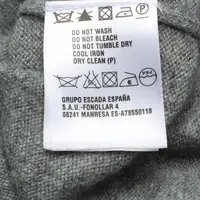 DO NOT WASH
DO NOT BLEACH
DO NOT TUMBLE DRY
COOL IRON
DRY CLEAN (P)
GRUPO ESCADA ESPAÑA
S.A.U.-FONOLLAR 4
08241 MANRESA ES-A78550118